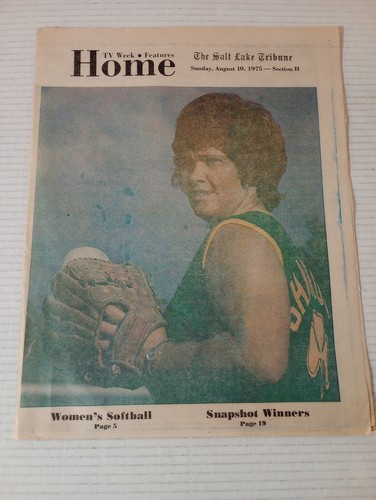 TV Week • Features
Home
The Salt Lake Tribune
Sunday, August 10, 1975 — Section H
Women's Softball
Page 5
Snapshot Winners
Page 19